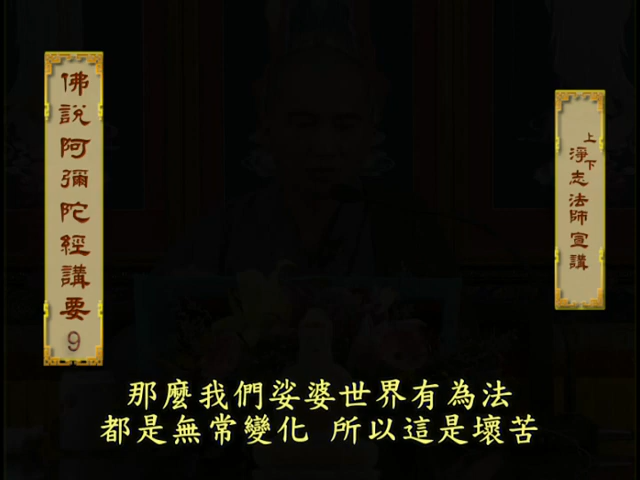 佛說阿彌陀經講要
9
上淨下志法師宣講
那麼我們娑婆世界有為法
都是無常變化 所以這是壞苦